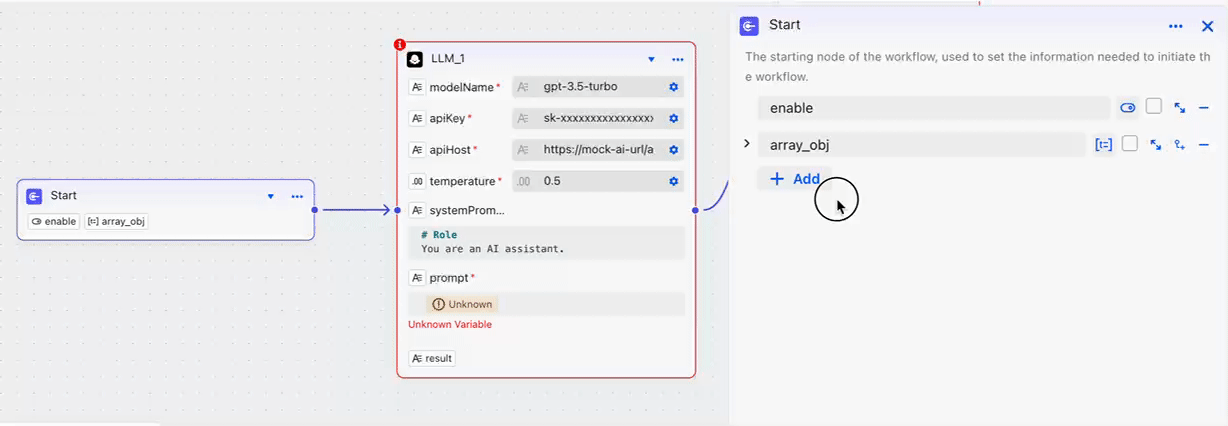 Start
enable
array_obj
LLM_1
modelName*
gpt-3.5-turbo
apiKey*
sk-xxxxxxxxxxxxxxx
apiHost*
https://mock-ai-url/a
temperature*
.00 0.5
systemProm...
# Role
You are an AI assistant.
prompt*
Unknown
Unknown Variable
result
Start
The starting node of the workflow, used to set the information needed to initiate th
e workflow.
enable
array_obj
+ Add